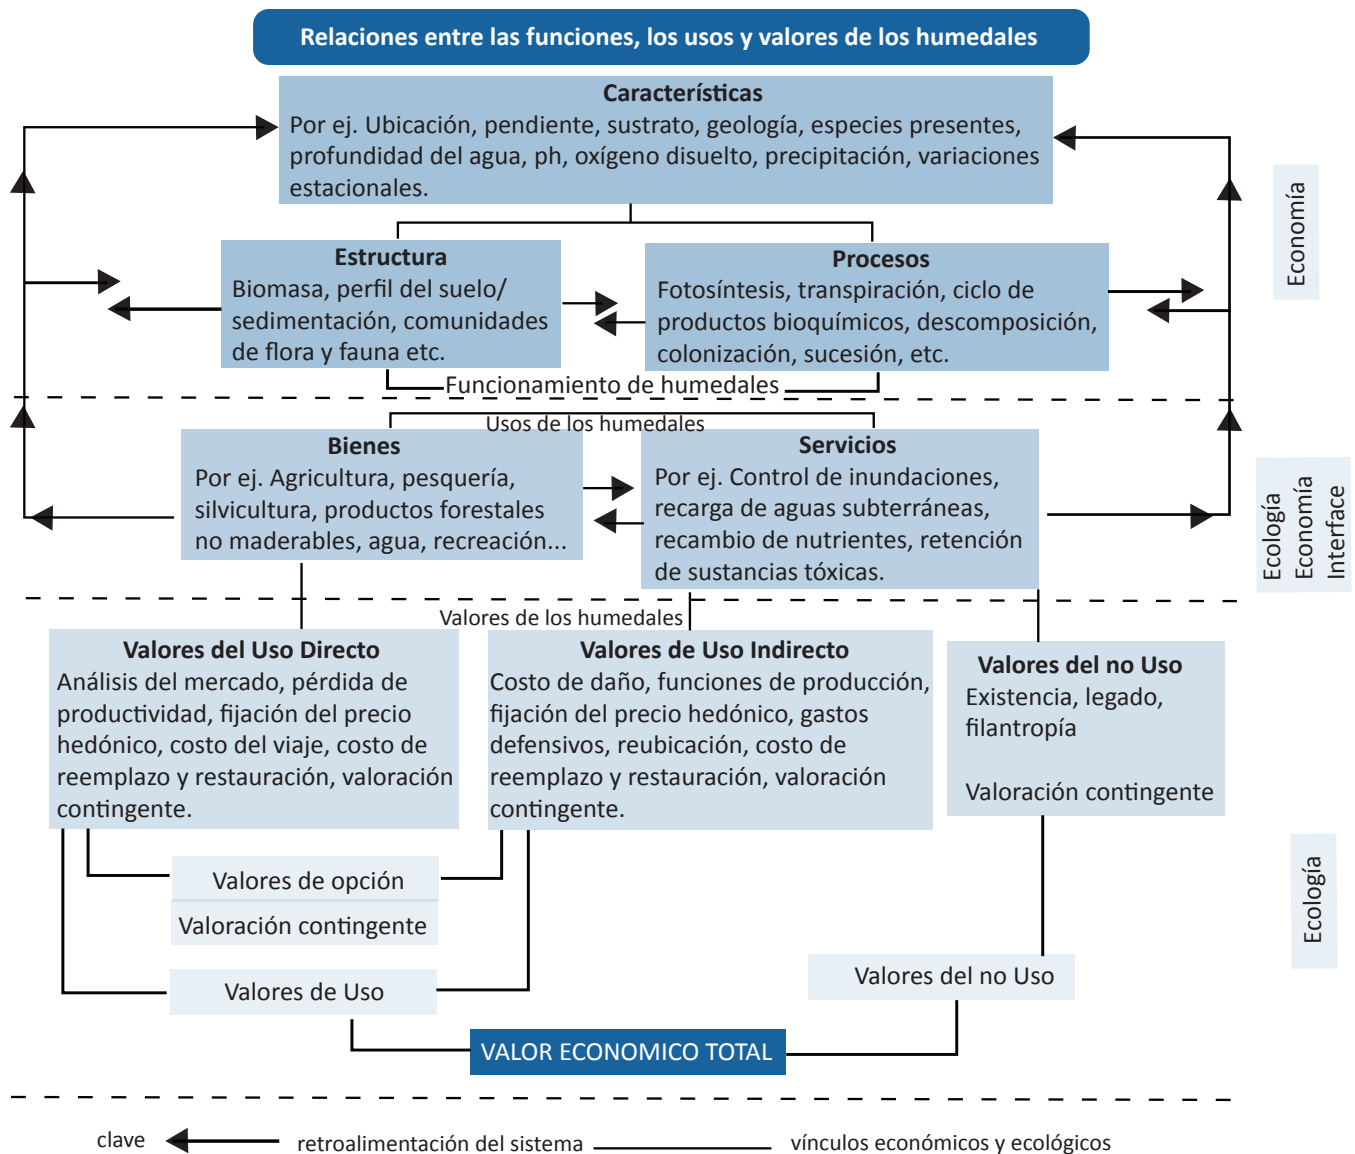 Relaciones entre las funciones, los usos y valores de los humedales
Características
Por ej. Ubicación, pendiente, sustrato, geología, especies presentes,
profundidad del agua, ph, oxígeno disuelto, precipitación, variaciones
estacionales.
Economía
Estructura
Biomasa, perfil del suelo/
sedimentación, comunidades
de flora y fauna etc.
Procesos
Fotosíntesis, transpiración, ciclo de
productos bioquímicos, descomposición,
colonización, sucesión, etc.
Funcionamiento de humedales
Usos de los humedales
Bienes
Por ej. Agricultura, pesquería,
silvicultura, productos forestales
no maderables, agua, recreación...
Servicios
Por ej. Control de inundaciones,
recarga de aguas subterráneas,
recambio de nutrientes, retención
de sustancias tóxicas.
Ecología
Economía
Interface
Valores de los humedales
Valores del Uso Directo
Análisis del mercado, pérdida de
productividad, fijación del precio
hedónico, costo del viaje, costo de
reemplazo y restauración, valoración
contingente.
Valores de Uso Indirecto
Costo de daño, funciones de producción,
fijación del precio hedónico, gastos
defensivos, reubicación, costo de
reemplazo y restauración, valoración
contingente.
Valores del no Uso
Existencia, legado,
filantropía
Valoración contingente
Ecología
Valores de opción
Valoración contingente
Valores de Uso
Valores del no Uso
VALOR ECONOMICO TOTAL
clave
retroalimentación del sistema
vínculos económicos y ecológicos